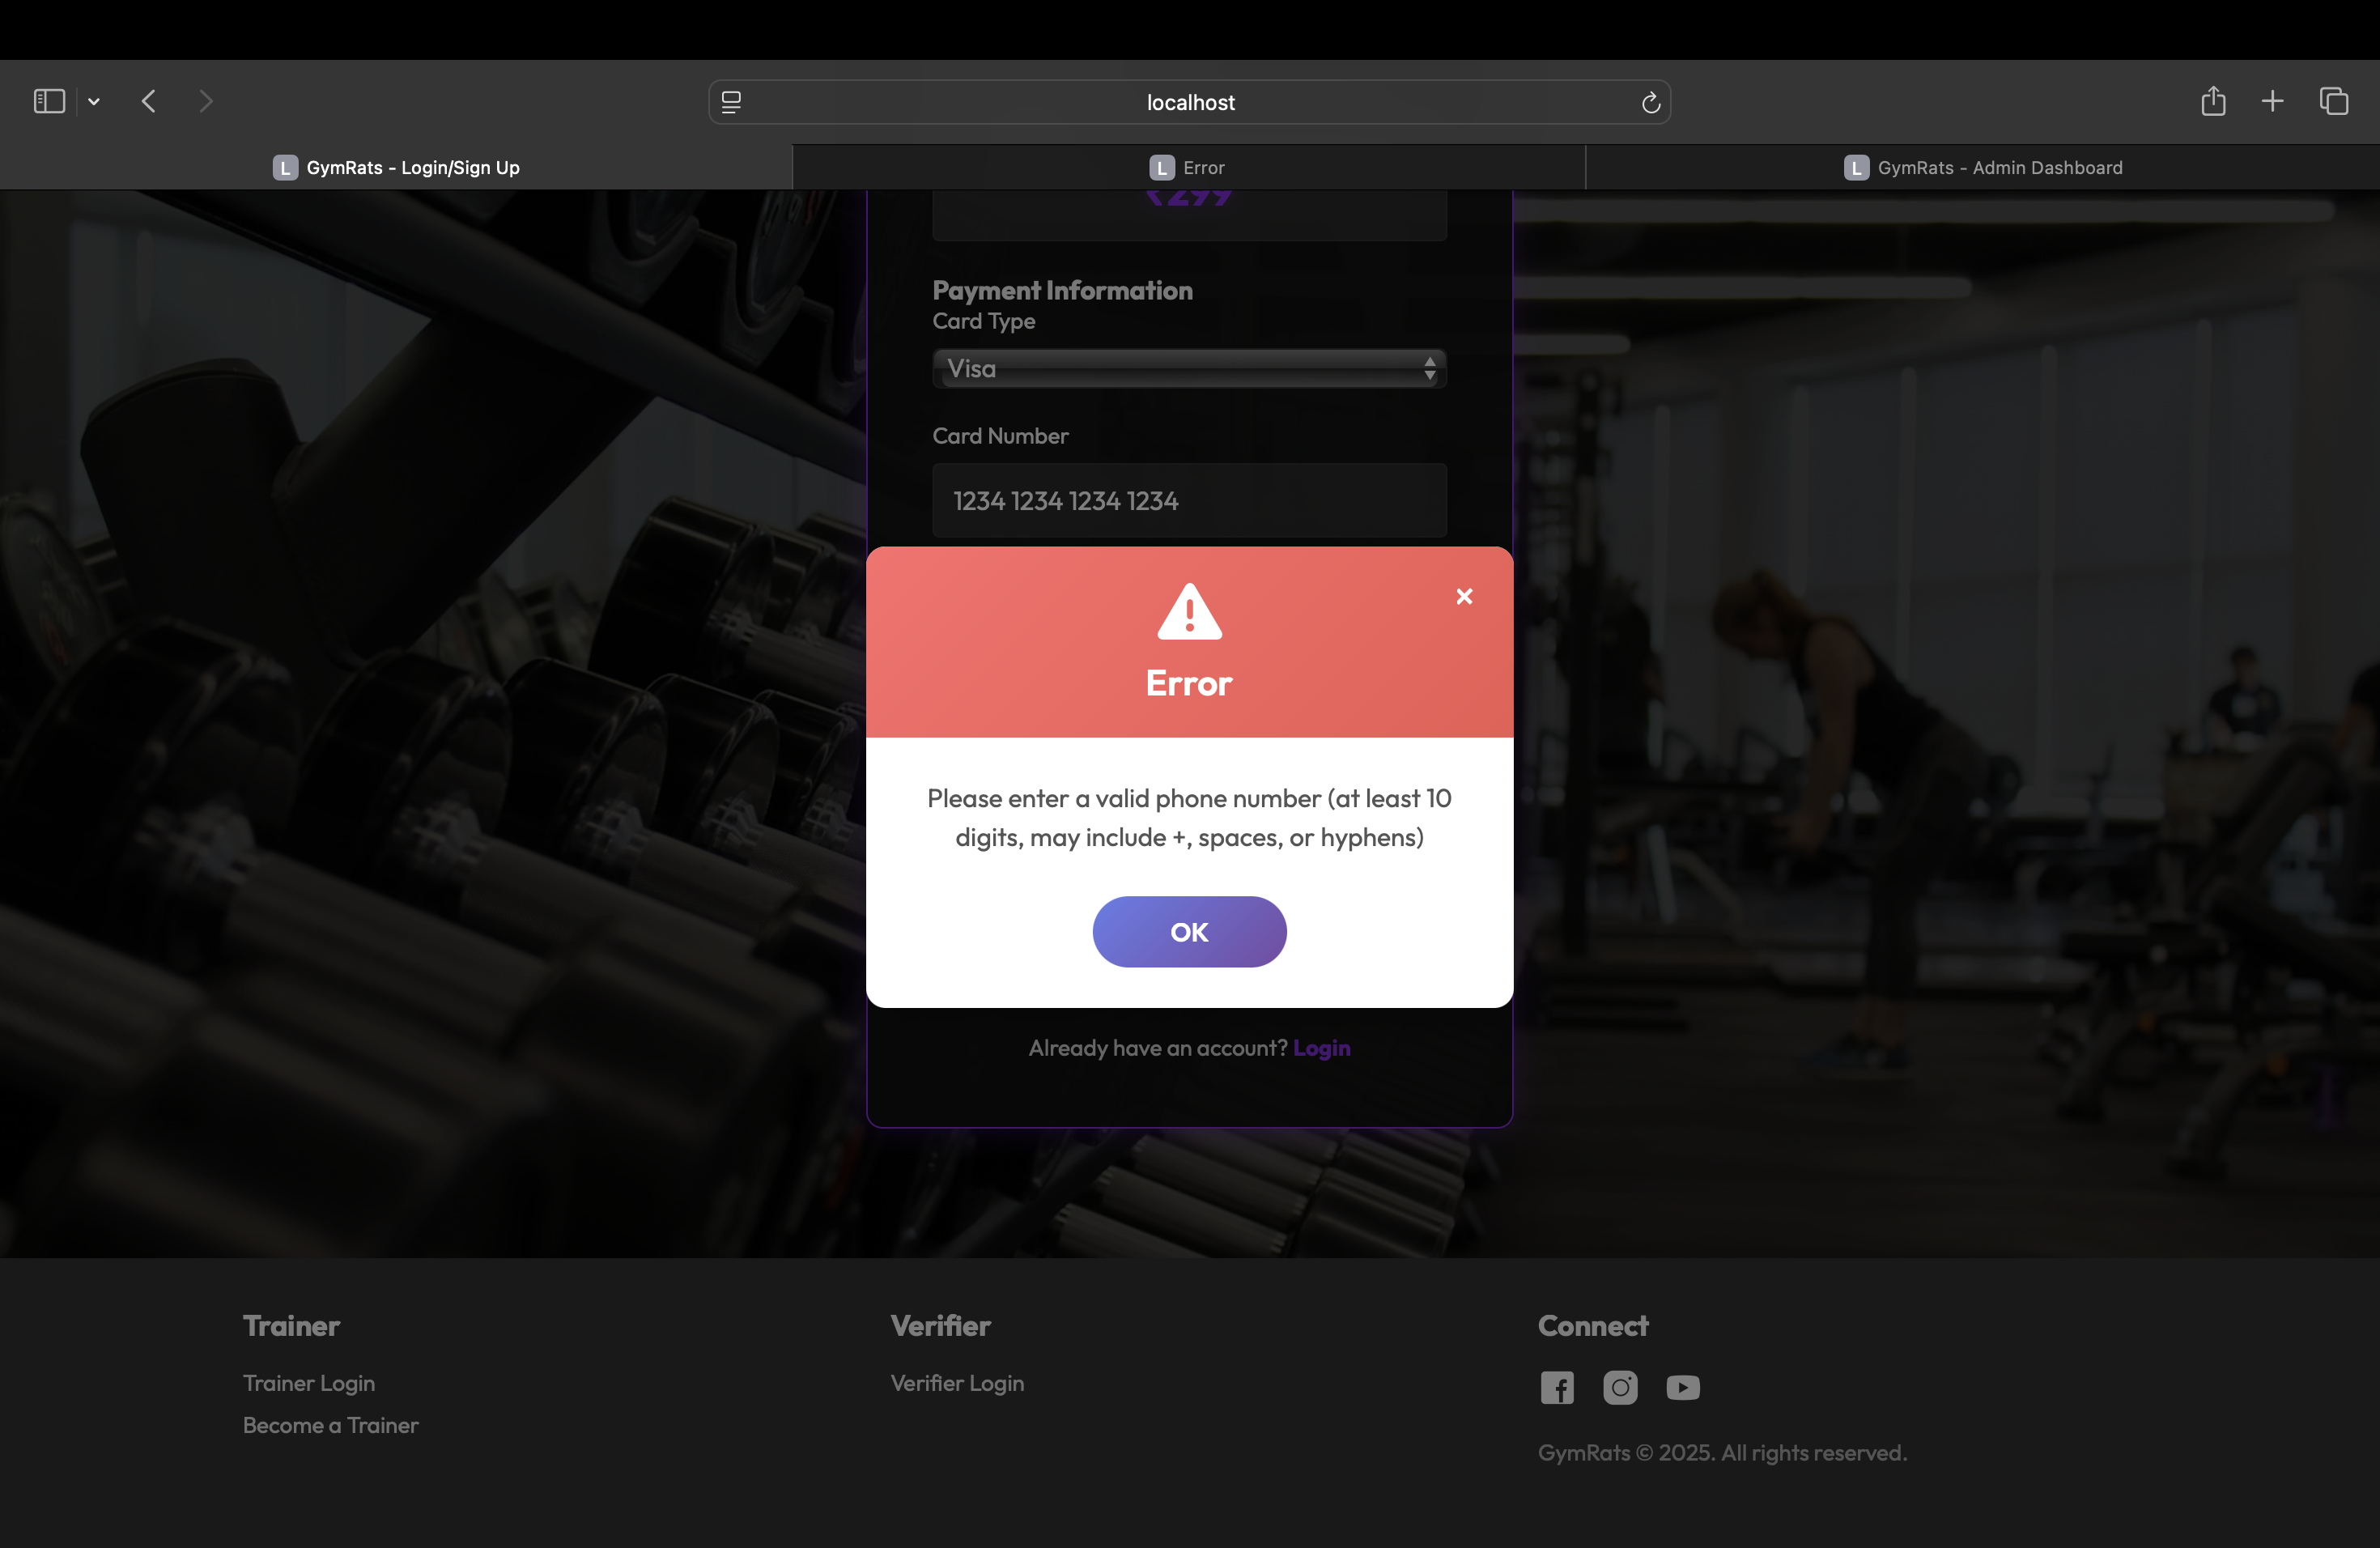 localhost
L GymRats - Login/Sign Up
L Error
L GymRats - Admin Dashboard
₹299
Payment Information
Card Type
Visa
Card Number
1234 1234 1234 1234
Error
Please enter a valid phone number (at least 10
digits, may include +, spaces, or hyphens)
OK
Already have an account? Login
Trainer
Trainer Login
Become a Trainer
Verifier
Verifier Login
Connect
GymRats © 2025. All rights reserved.